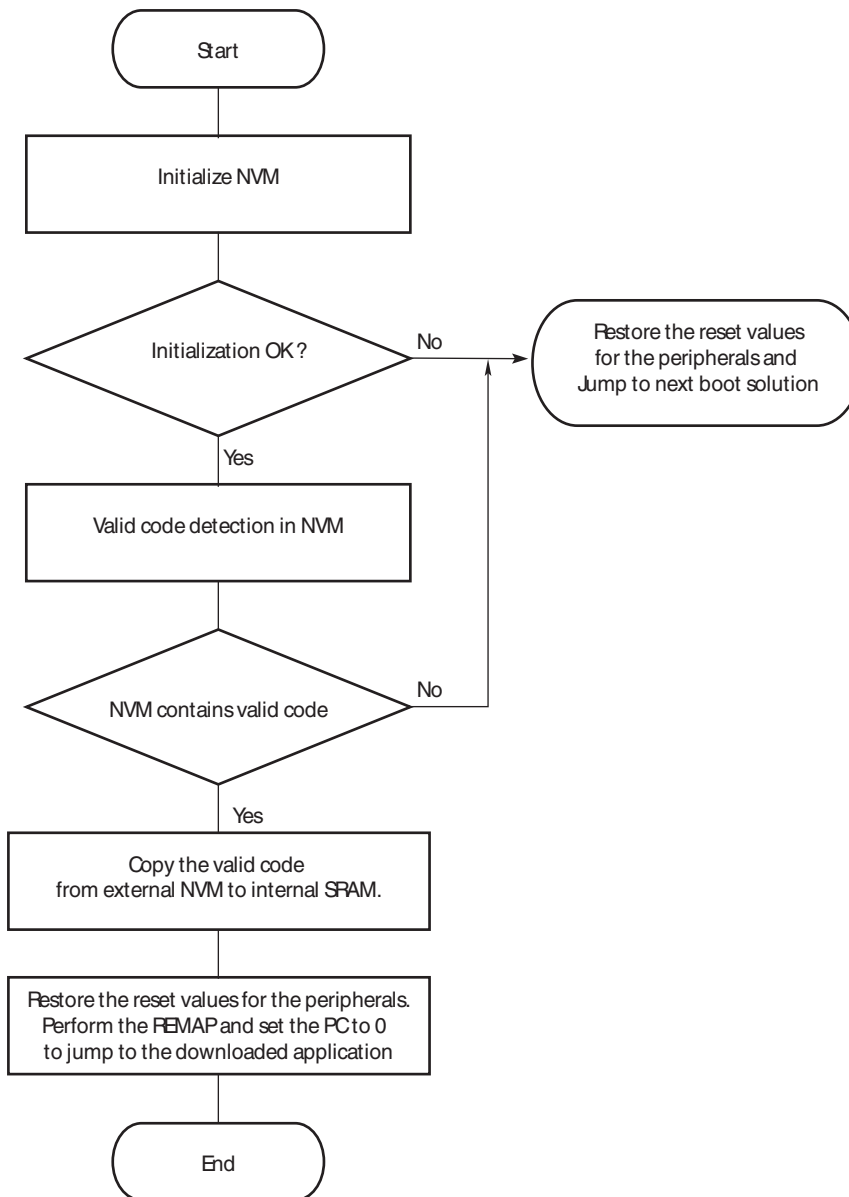 Start
Initialize NVM
Initialization OK ?
No
Restore the reset values
for the peripherals and
Jump to next boot solution
Yes
Valid code detection in NVM
No
NVM contains valid code
Yes
Copy the valid code
from external NVM to internal SRAM.
Restore the reset values for the peripherals.
Perform the REMAP and set the PC to 0
to jump to the downloaded application
End